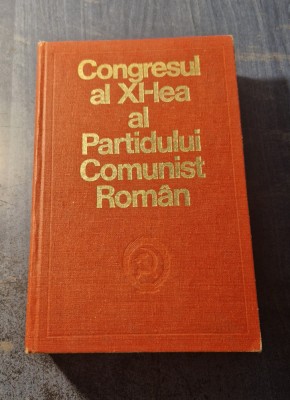 Congresul
al XI-lea
al
Partidului
Comunist
Român